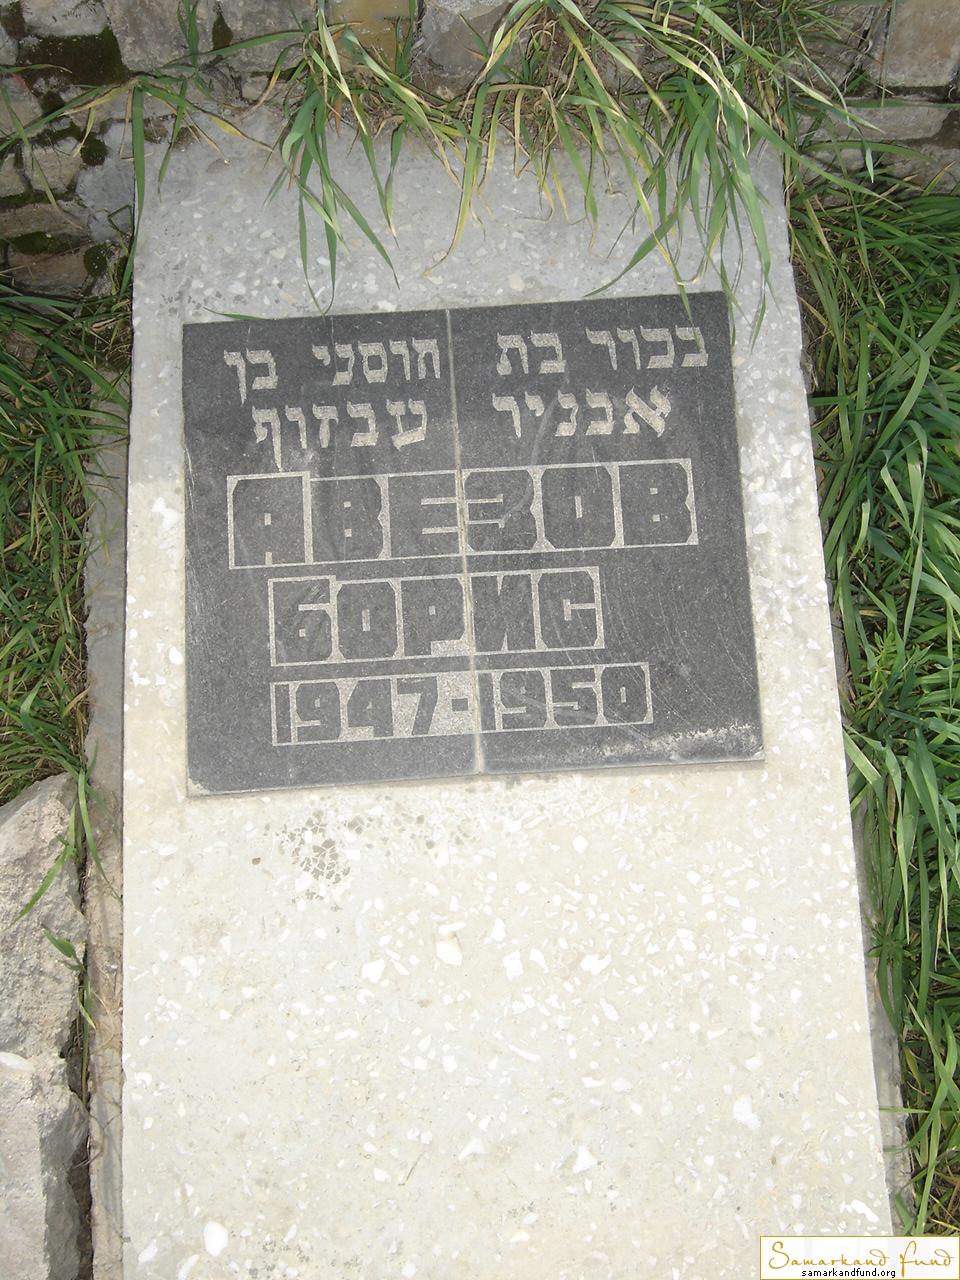 בכור בת חוסני בן
אבניר עבזוף
АВЕЗОВ
БОРИС
1947-1950
Samarkand fund
samarkandfund.org